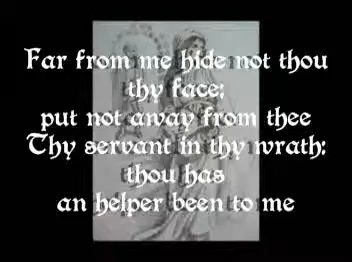 Far from me hide not thou
thy face;
put not away from thee
Thy servant in thy wrath:
thou has
an helper been to me